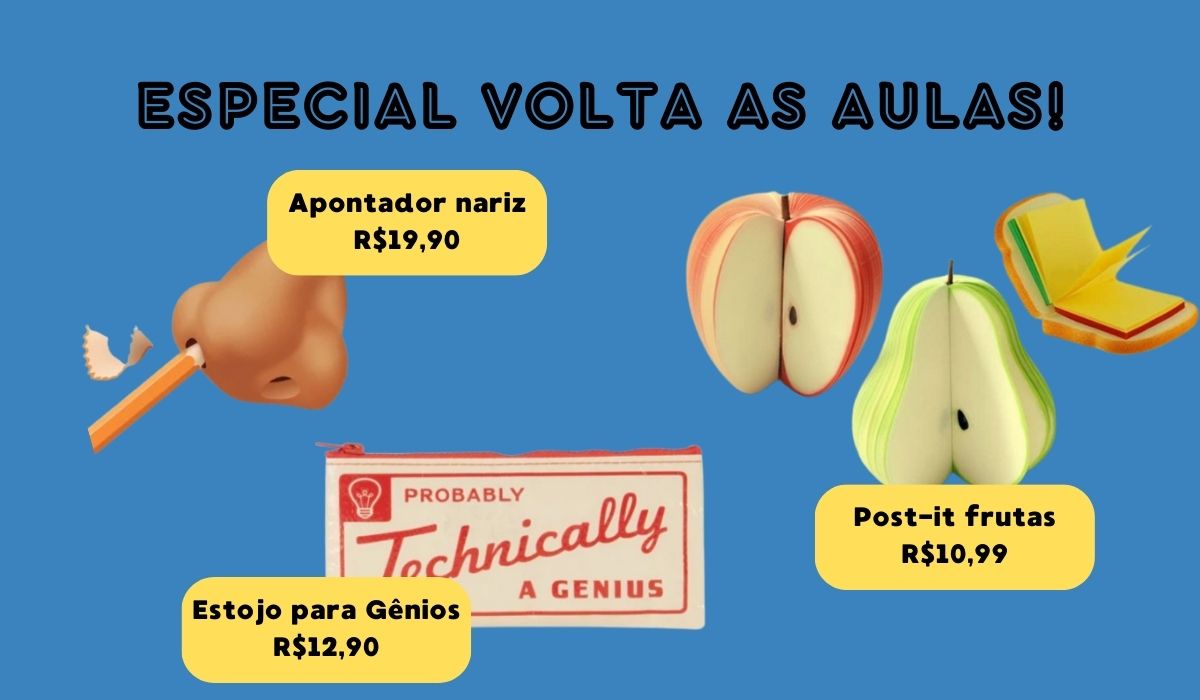 ESPECIAL VOLTA AS AULAS!
Apontador nariz
R$19,90
PROBABLY
Technically
A GENIUS
Post-it frutas
R$10,99
Estojo para Gênios
R$12,90